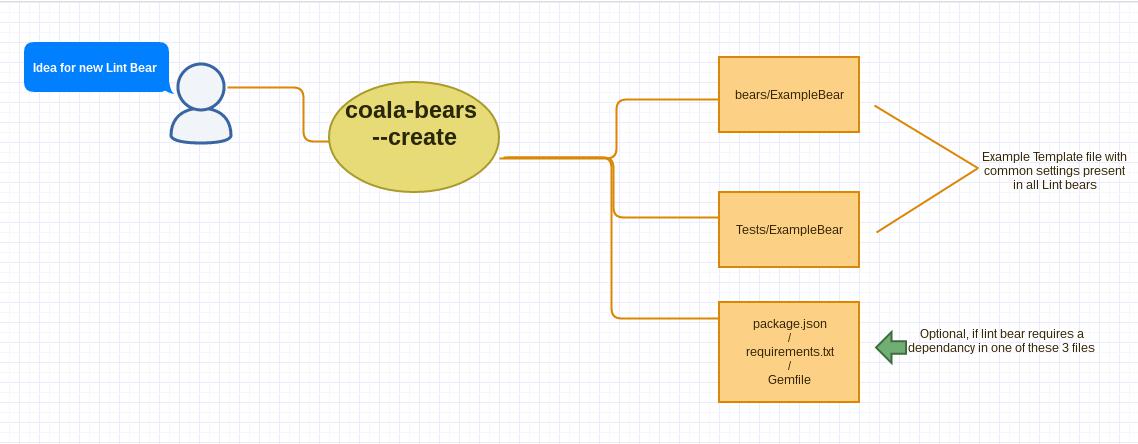 Idea for new Lint Bear
coala-bears
--create
bears/ExampleBear
Example Template file with
common settings present
in all Lint bears
Tests/ExampleBear
package.json
/
requirements.txt
/
Gemfile
Optional, if lint bear requires a
dependancy in one of these 3 files